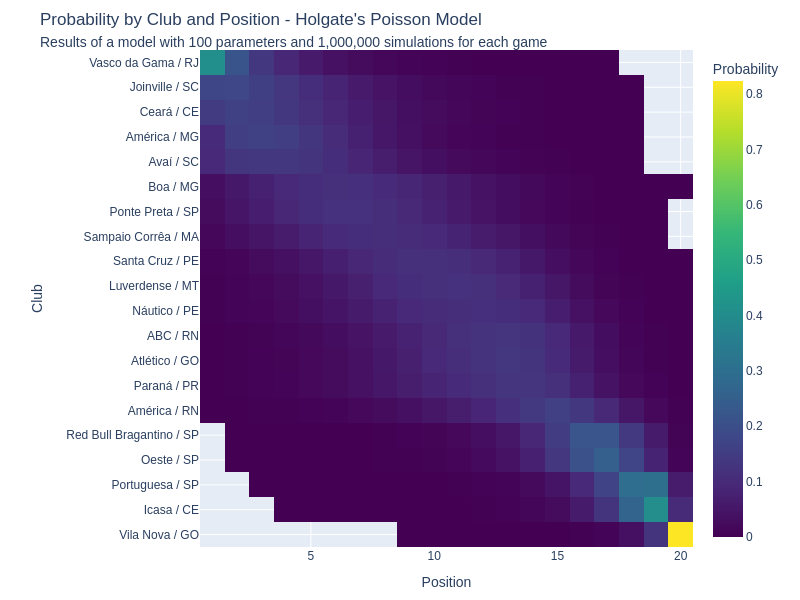 Probability by Club and Position - Holgate's Poisson Model
Results of a model with 100 parameters and 1,000,000 simulations for each game
Vasco da Gama / RJ
Joinville / SC
Ceará / CE
América / MG
Avaí / SC
Boa / MG
Ponte Preta / SP
Sampaio Corrêa / MA
Santa Cruz / PE
Luverdense / MT
Náutico / PE
ABC / RN
Atlético / GO
Paraná / PR
América / RN
Red Bull Bragantino / SP
Oeste / SP
Portuguesa / SP
Icasa / CE
Vila Nova / GO
Club
5
10
15
20
Position
Probability
0.8
0.7
0.6
0.5
0.4
0.3
0.2
0.1
0